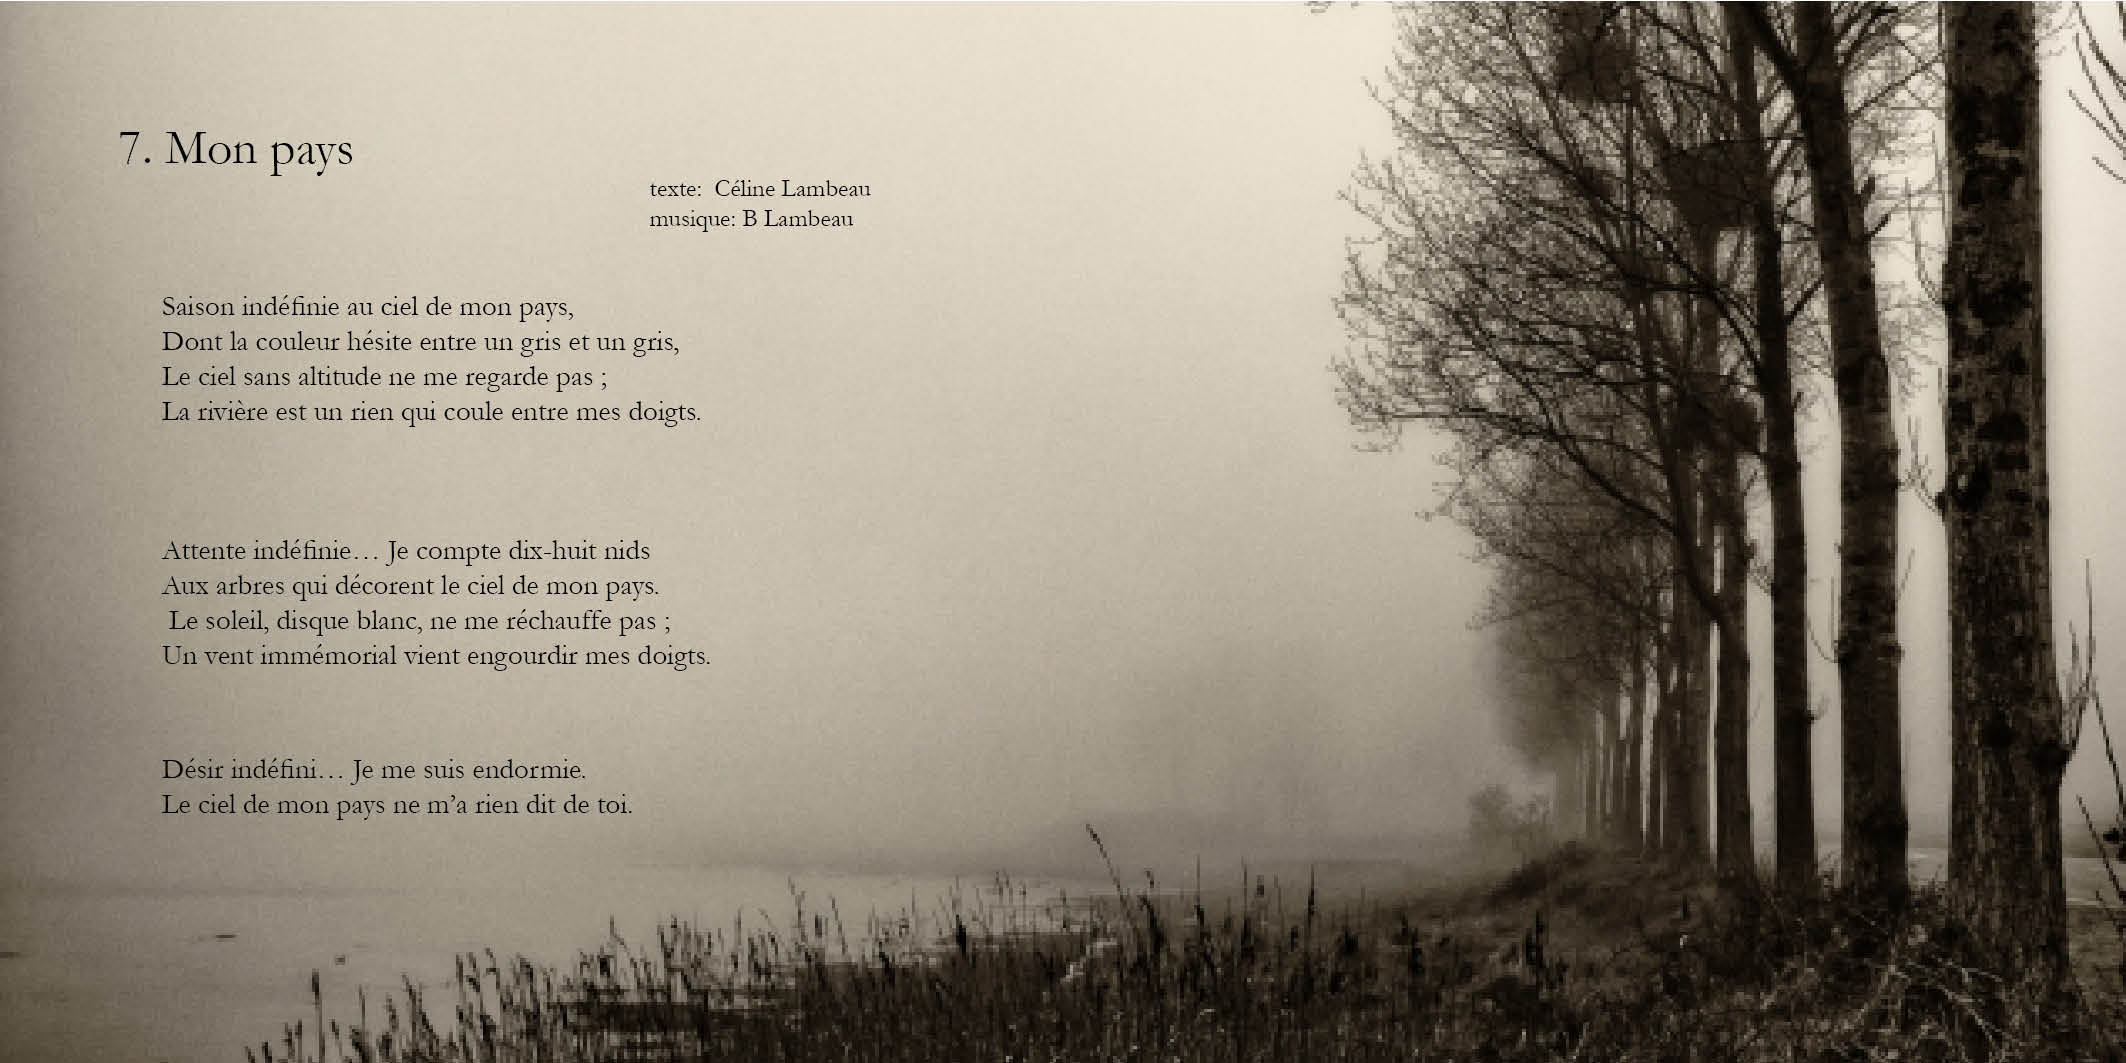 7. Mon pays
texte:  Céline Lambeau
musique: B Lambeau
Saison indéfinie au ciel de mon pays,
Dont la couleur hésite entre un gris et un gris,
Le ciel sans altitude ne me regarde pas ;
La rivière est un rien qui coule entre mes doigts.
Attente indéfinie… Je compte dix-huit nids
Aux arbres qui décorent le ciel de mon pays.
Le soleil, disque blanc, ne me réchauffe pas ;
Un vent immémorial vient engourdir mes doigts.
Désir indéfini… Je me suis endormie.
Le ciel de mon pays ne m’a rien dit de toi.